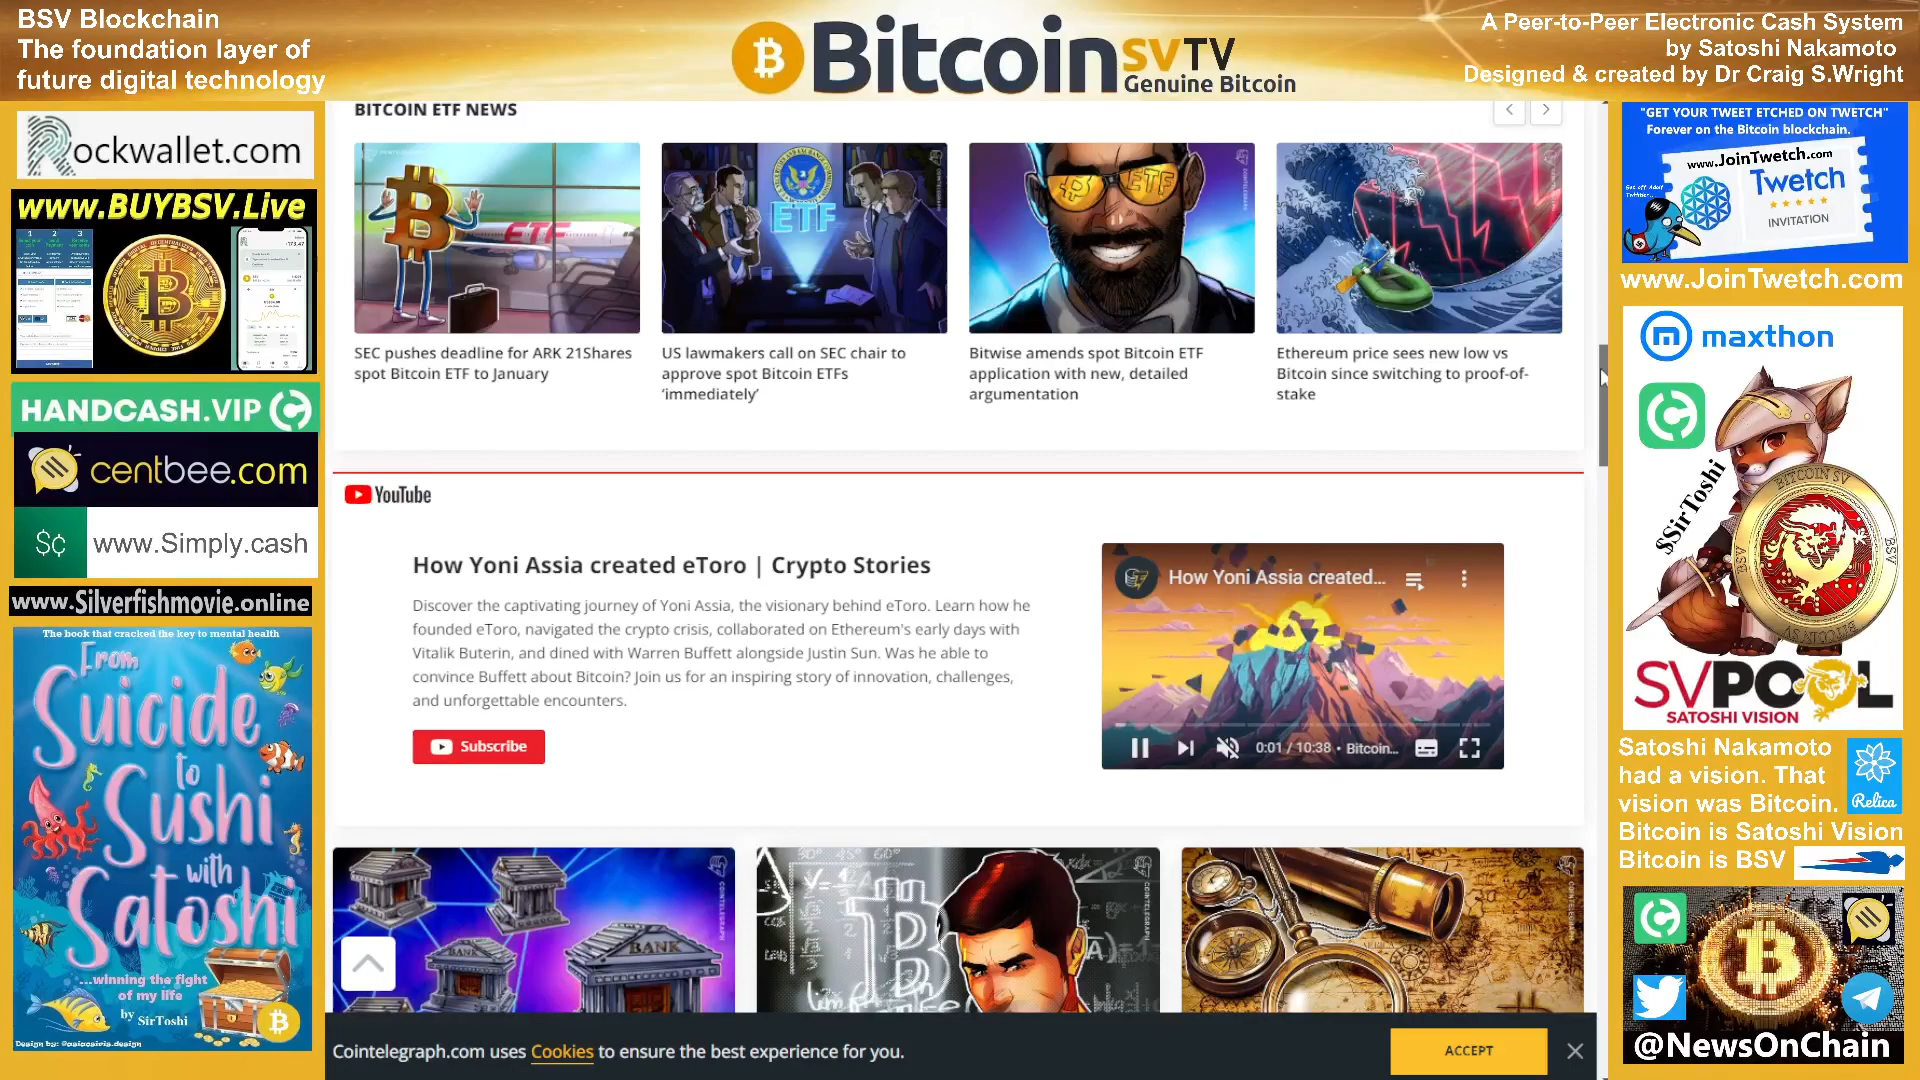 BSV Blockchain
The foundation layer of
future digital technology
Bitcoin SVTV
Genuine Bitcoin
A Peer-to-Peer Electronic Cash System
by Satoshi Nakamoto
Designed & created by Dr Craig S.Wright
Rockwallet.com
www.BUYBSV.Live
HANDCASH.VIP
centbee.com
S¢ www.Simply.cash
www.Silverfishmovie.online
The book that cracked the key to mental health
From
Suicide
to
Sushi
with
Satoshi
...winning the fight
of my life
by SirToshi
BITCOIN ETF NEWS
ETF
SEC pushes deadline for ARK 21Shares
spot Bitcoin ETF to January
ETF
US lawmakers call on SEC chair to
approve spot Bitcoin ETFs
‘immediately’
ETF
Bitwise amends spot Bitcoin ETF
application with new, detailed
argumentation
Ethereum price sees new low vs
Bitcoin since switching to proof-of-
stake
YouTube
How Yoni Assia created eToro | Crypto Stories
Discover the captivating journey of Yoni Assia, the visionary behind eToro. Learn how he
founded eToro, navigated the crypto crisis, collaborated on Ethereum's early days with
Vitalik Buterin, and dined with Warren Buffett alongside Justin Sun. Was he able to
convince Buffett about Bitcoin? Join us for an inspiring story of innovation, challenges,
and unforgettable encounters.
Subscribe
How Yoni Assia created...
0:01 / 10:38 • Bitcoin...
BANK
BANK
COINTELEGRAPH
Cointelegraph.com uses Cookies to ensure the best experience for you.
ACCEPT
"GET YOUR TWEET ETCHED ON TWETCH"
Forever on the Bitcoin blockchain.
www.JoinTwetch.com
Twetch
INVITATION
www.JoinTwetch.com
maxthon
$SirToshi
BITCOIN SV
BSV
SVPOOL
SATOSHI VISION
Satoshi Nakamoto
had a vision. That
vision was Bitcoin.
Relica
Bitcoin is Satoshi Vision
Bitcoin is BSV
@NewsOnChain